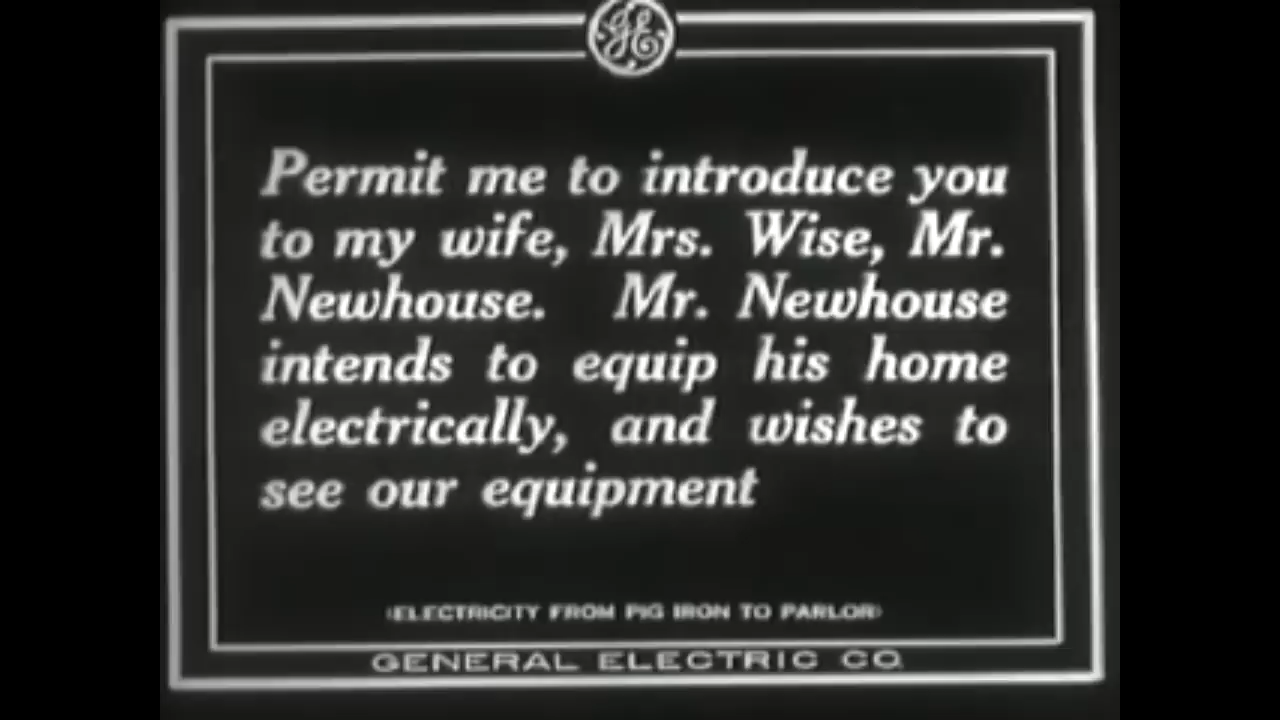 GE
Permit me to introduce you
to my wife, Mrs. Wise, Mr.
Newhouse. Mr. Newhouse
intends to equip his home
electrically, and wishes to
see our equipment
(ELECTRICITY FROM PIG IRON TO PARLOR)
GENERAL ELECTRIC CO.